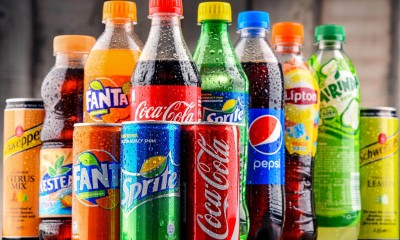 Schweppes
CITRUS
MIX
NESTEA
FANTA
FANTA
Coca-Cola
Sprite
Sprite
Coca-Cola
pepsi
Lipton
MIRINDA
Schweppes